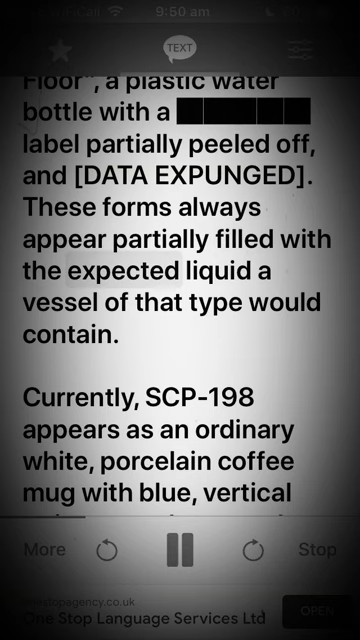 9:50 am
TEXT
Floor", a plastic water
bottle with a
label partially peeled off,
and [DATA EXPUNGED].
These forms always
appear partially filled with
the expected liquid a
vessel of that type would
contain.
Currently, SCP-198
appears as an ordinary
white, porcelain coffee
mug with blue, vertical
More
Stop
One Stop Language Services Ltd
OPEN